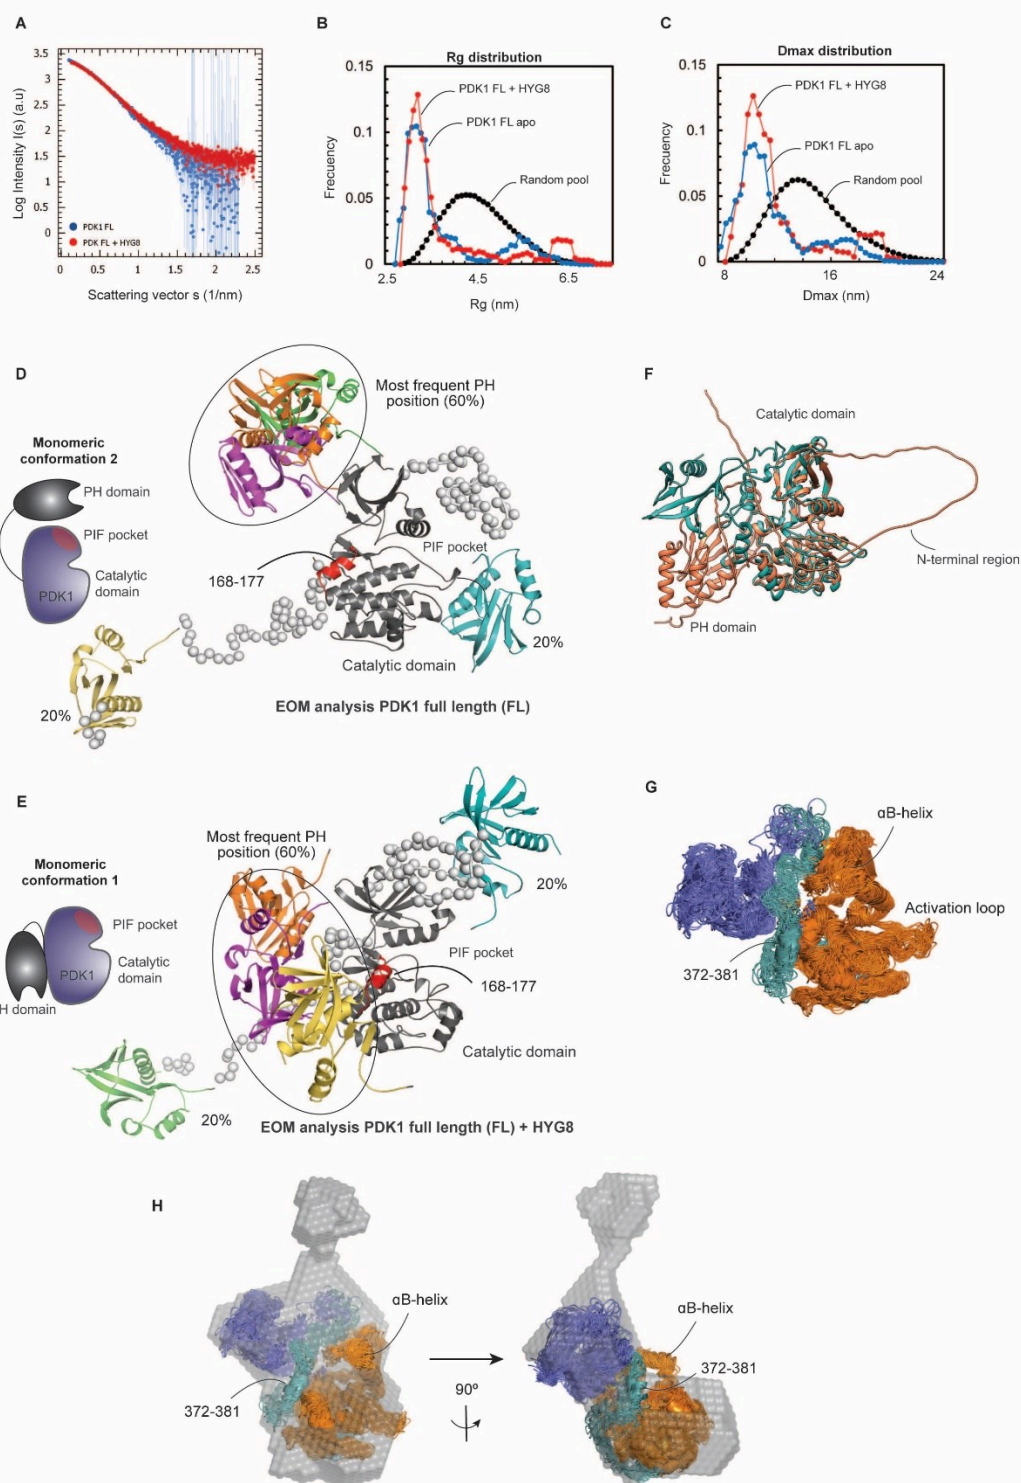 A
3.5
3
2.5
2
1.5
1
0.5
0
Log Intensity I(s) (a.u)
PDK1 FL
PDK FL + HYG8
0 0.5 1 1.5 2 2.5
Scattering vector s (1/nm)
B
Rg distribution
0.15
0.1
0.05
0
Frecuency
PDK1 FL + HYG8
PDK1 FL apo
Random pool
2.5 4.5 6.5
Rg (nm)
C
Dmax distribution
0.15
0.1
0.05
0
Frecuency
PDK1 FL + HYG8
PDK1 FL apo
Random pool
8 16 24
Dmax (nm)
D
Monomeric
conformation 2
PH domain
PIF pocket
Catalytic
domain
PDK1
Most frequent PH
position (60%)
PIF pocket
168-177
Catalytic domain
20%
20%
EOM analysis PDK1 full length (FL)
F
Catalytic domain
N-terminal region
PH domain
E
Monomeric
conformation 1
PIF pocket
PDK1
Catalytic
domain
H domain
Most frequent PH
position (60%)
20%
PIF pocket
168-177
Catalytic domain
20%
EOM analysis PDK1 full length (FL) + HYG8
G
αB-helix
Activation loop
372-381
H
αB-helix
372-381
90º
αB-helix
372-381